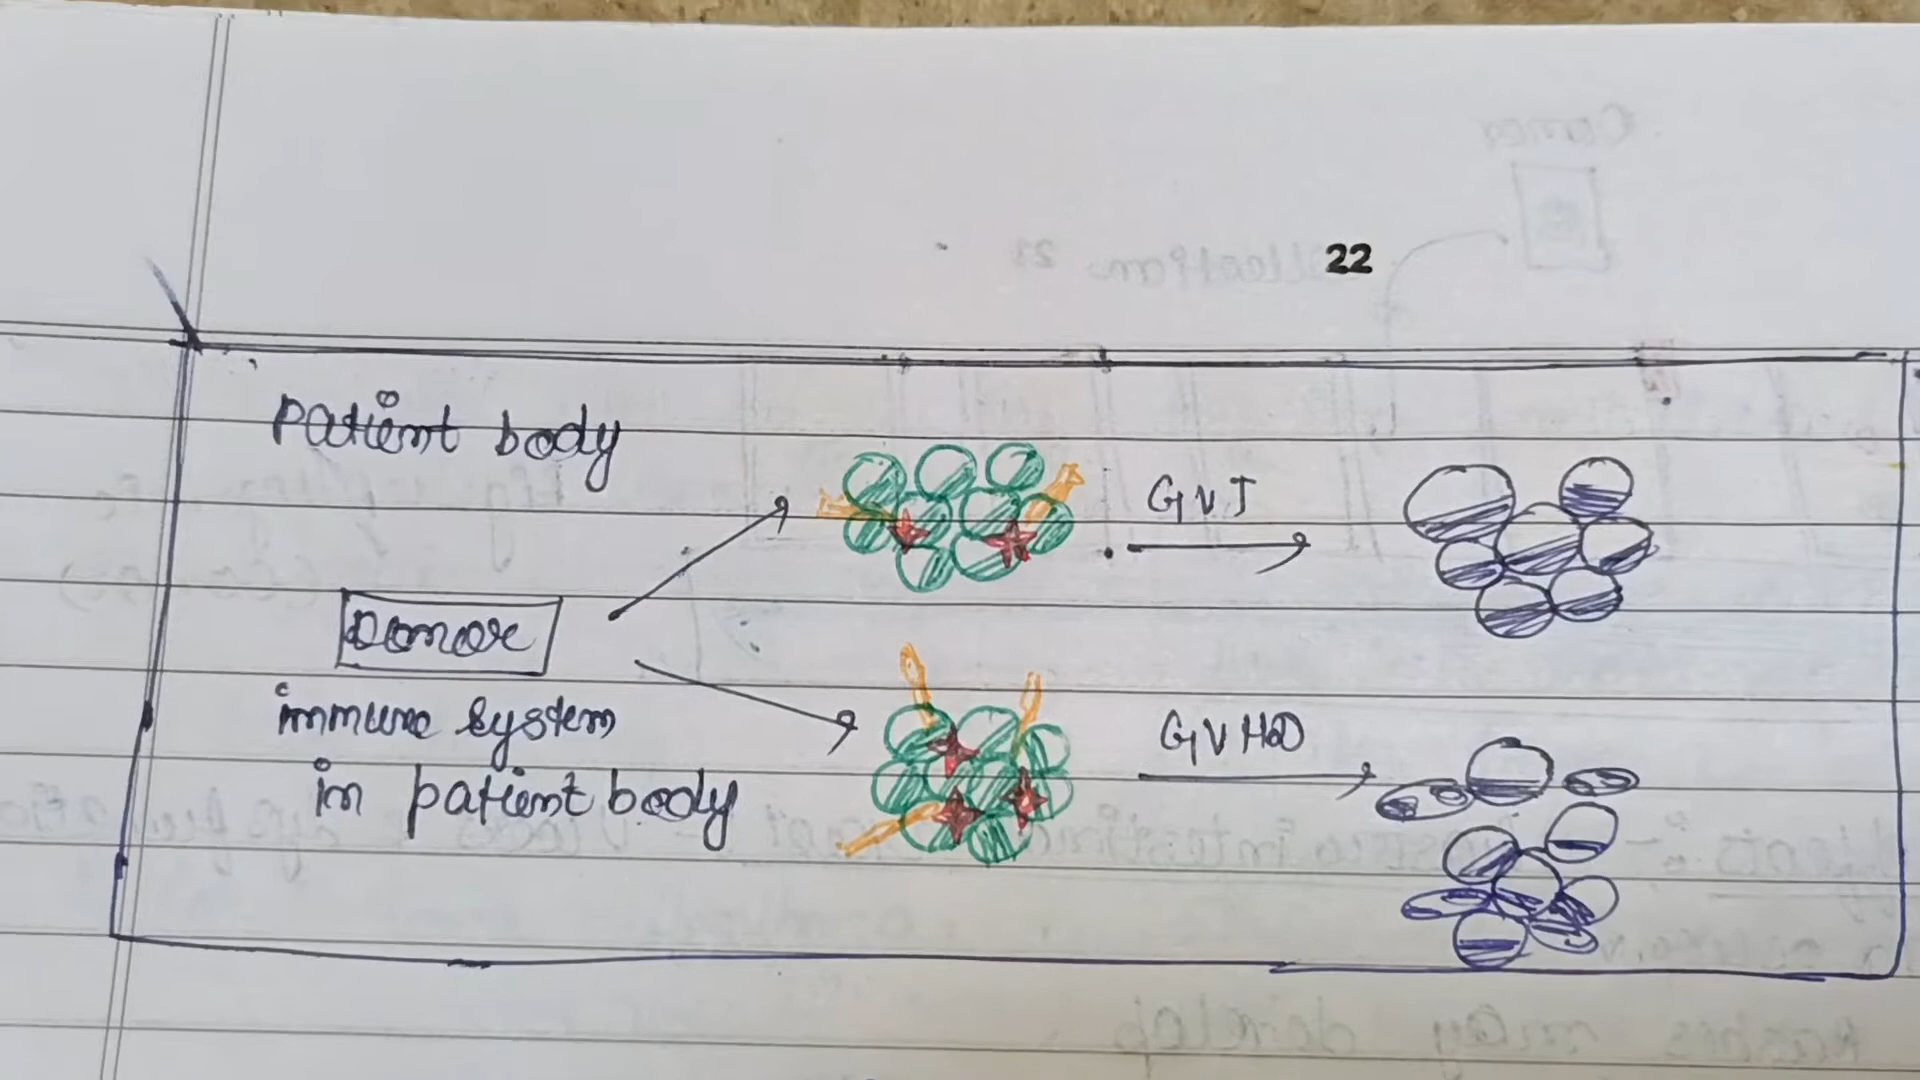 22
Patient body
Donor
immune system
in patient body
GVT
GVHD